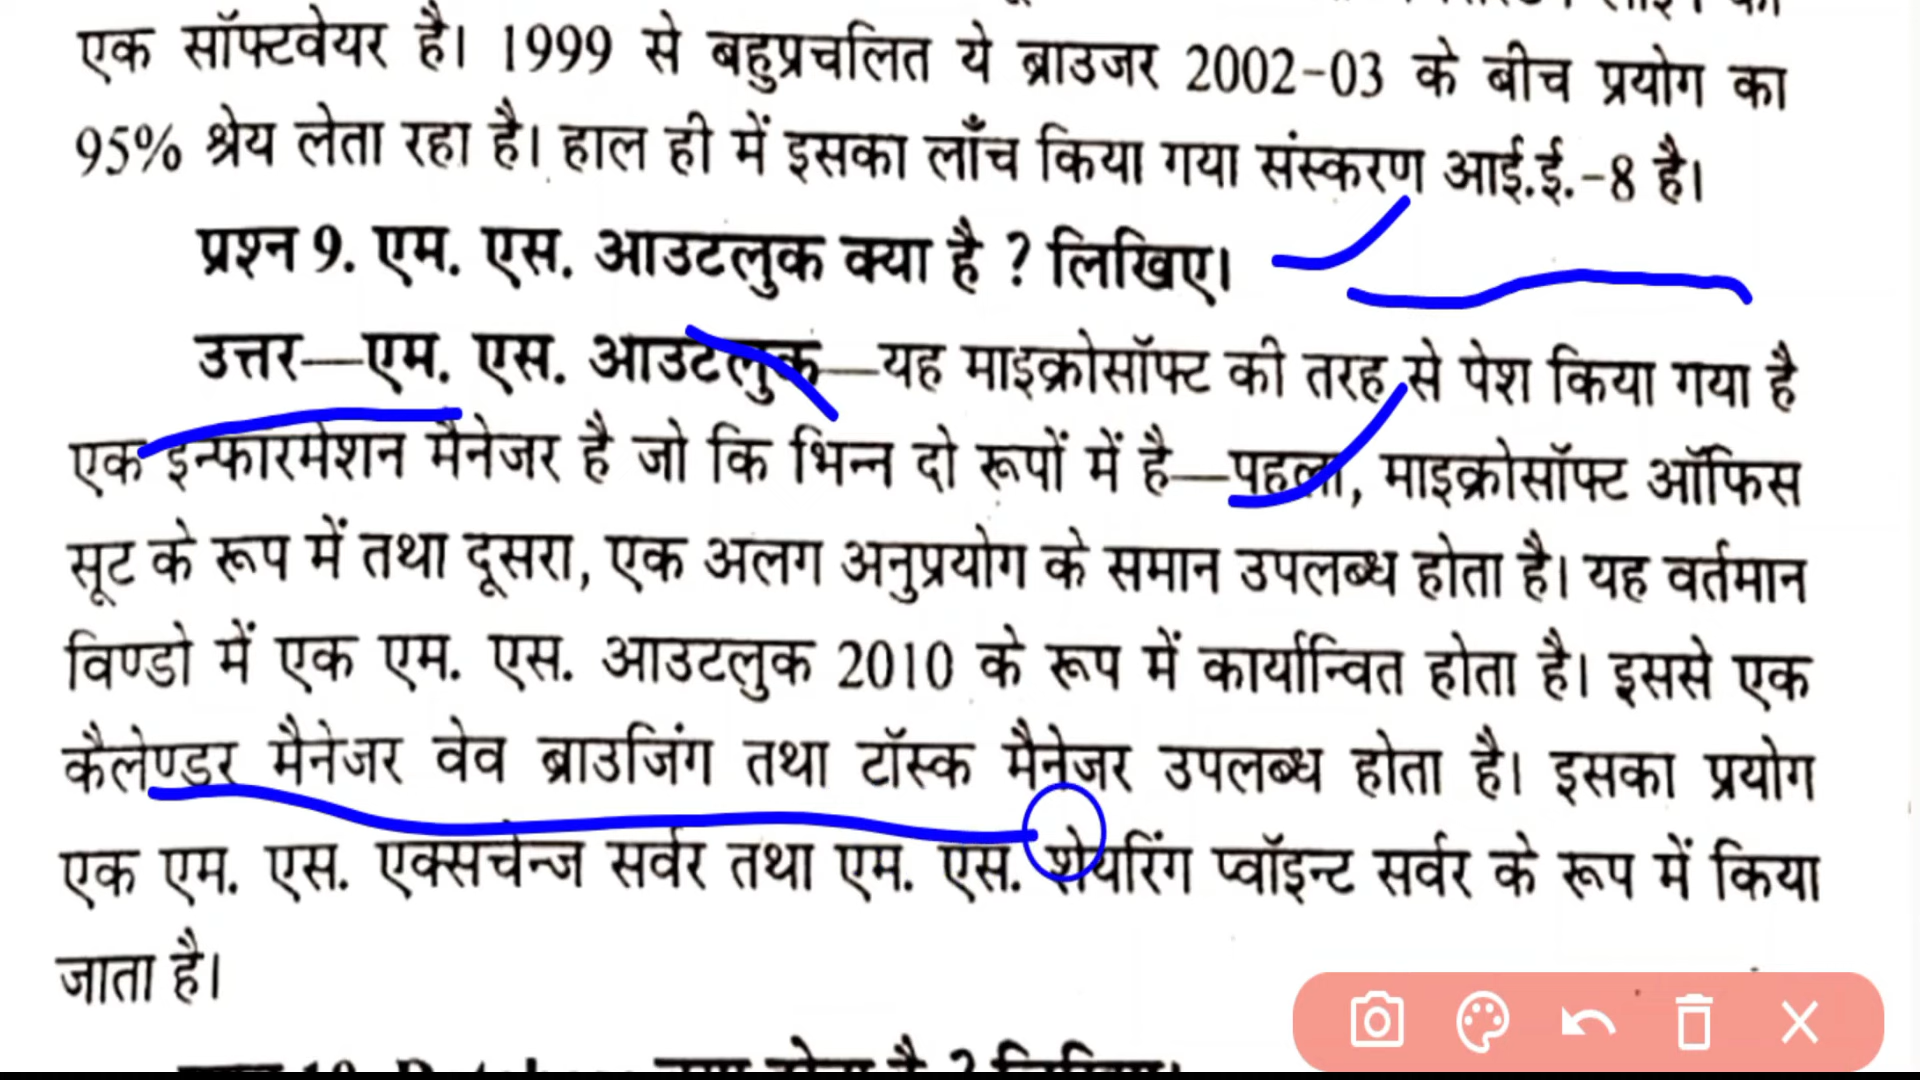 एक सॉफ्टवेयर है। 1999 से बहुप्रचलित ये ब्राउजर 2002-03 के बीच प्रयोग का
95% श्रेय लेता रहा है। हाल ही में इसका लाँच किया गया संस्करण आई.ई.-8 है।
प्रश्न 9. एम. एस. आउटलुक क्या है ? लिखिए।
उत्तर—एम. एस. आउटलुक—यह माइक्रोसॉफ्ट की तरह से पेश किया गया है
एक इन्फारमेशन मैनेजर है जो कि भिन्न दो रूपों में है—पहला, माइक्रोसॉफ्ट ऑफिस
सूट के रूप में तथा दूसरा, एक अलग अनुप्रयोग के समान उपलब्ध होता है। यह वर्तमान
विण्डो में एक एम. एस. आउटलुक 2010 के रूप में कार्यान्वित होता है। इससे एक
कैलेण्डर मैनेजर वेव ब्राउजिंग तथा टॉस्क मैनेजर उपलब्ध होता है। इसका प्रयोग
एक एम. एस. एक्सचेन्ज सर्वर तथा एम. एस. शेयरिंग प्वॉइन्ट सर्वर के रूप में किया
जाता है।